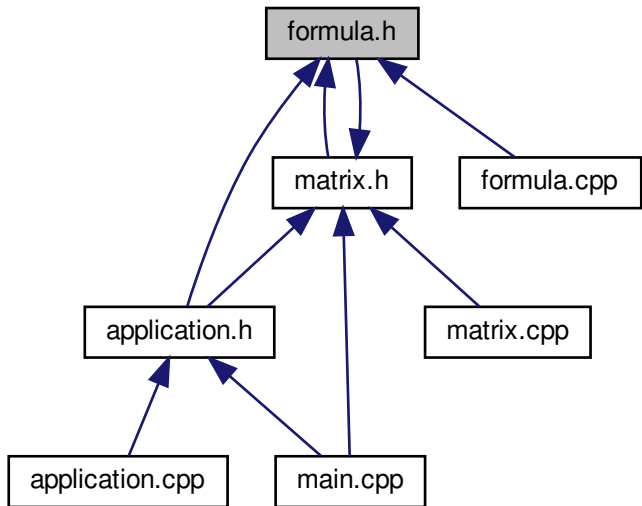 formula.h
matrix.h
formula.cpp
application.h
matrix.cpp
application.cpp
main.cpp